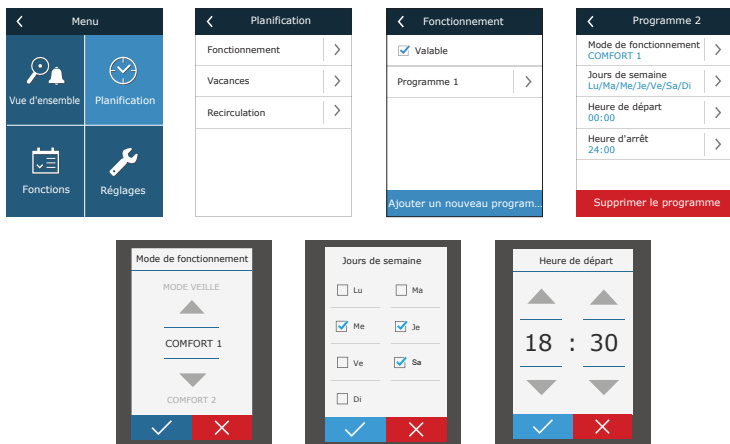 Menu
Vue d'ensemble
Planification
Fonctions
Réglages
Planification
Fonctionnement
Vacances
Recirculation
Fonctionnement
Valable
Programme 1
Ajouter un nouveau program...
Programme 2
Mode de fonctionnement
COMFORT 1
Jours de semaine
Lu/Ma/Me/Je/Ve/Sa/Di
Heure de départ
00:00
Heure d'arrêt
24:00
Supprimer le programme
Mode de fonctionnement
MODE VEILLE
COMFORT 1
COMFORT 2
Jours de semaine
Lu
Ma
Me
Je
Ve
Sa
Di
Heure de départ
18 : 30